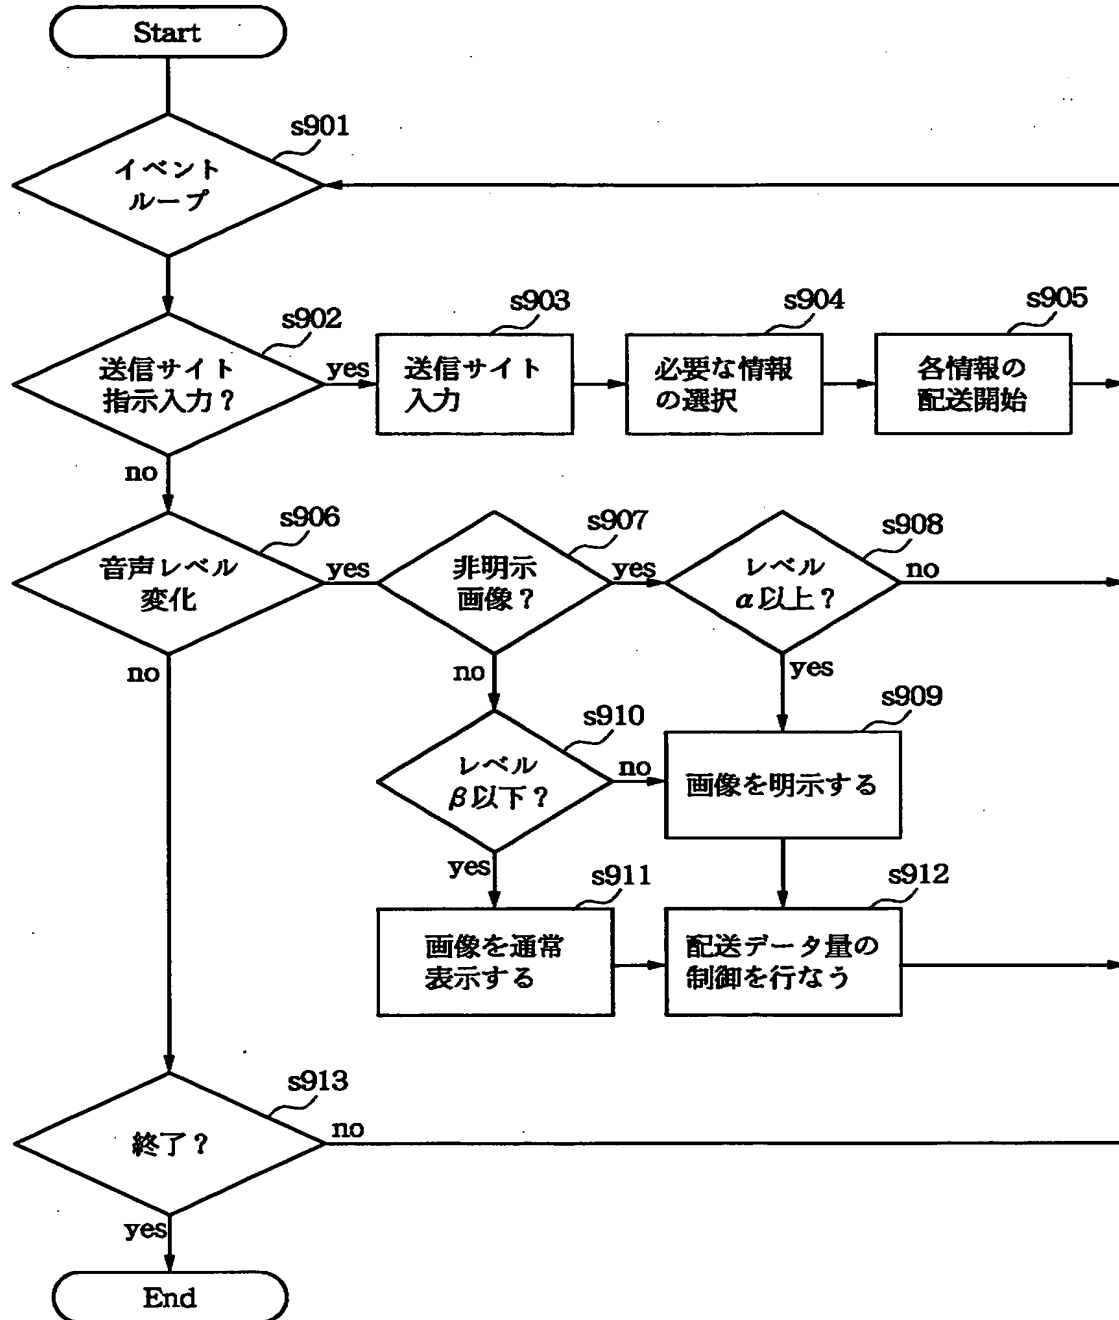 Start
s901
イベント
ループ
s902
送信サイト
指示入力？
yes
s903
送信サイト
入力
s904
必要な情報
の選択
s905
各情報の
配送開始
no
s906
音声レベル
変化
yes
s907
非明示
画像？
yes
s908
レベル
α以上？
no
no
no
yes
s909
画像を明示する
s910
レベル
β以下？
no
yes
s911
画像を通常
表示する
s912
配送データ量の
制御を行なう
s913
終了？
no
yes
End